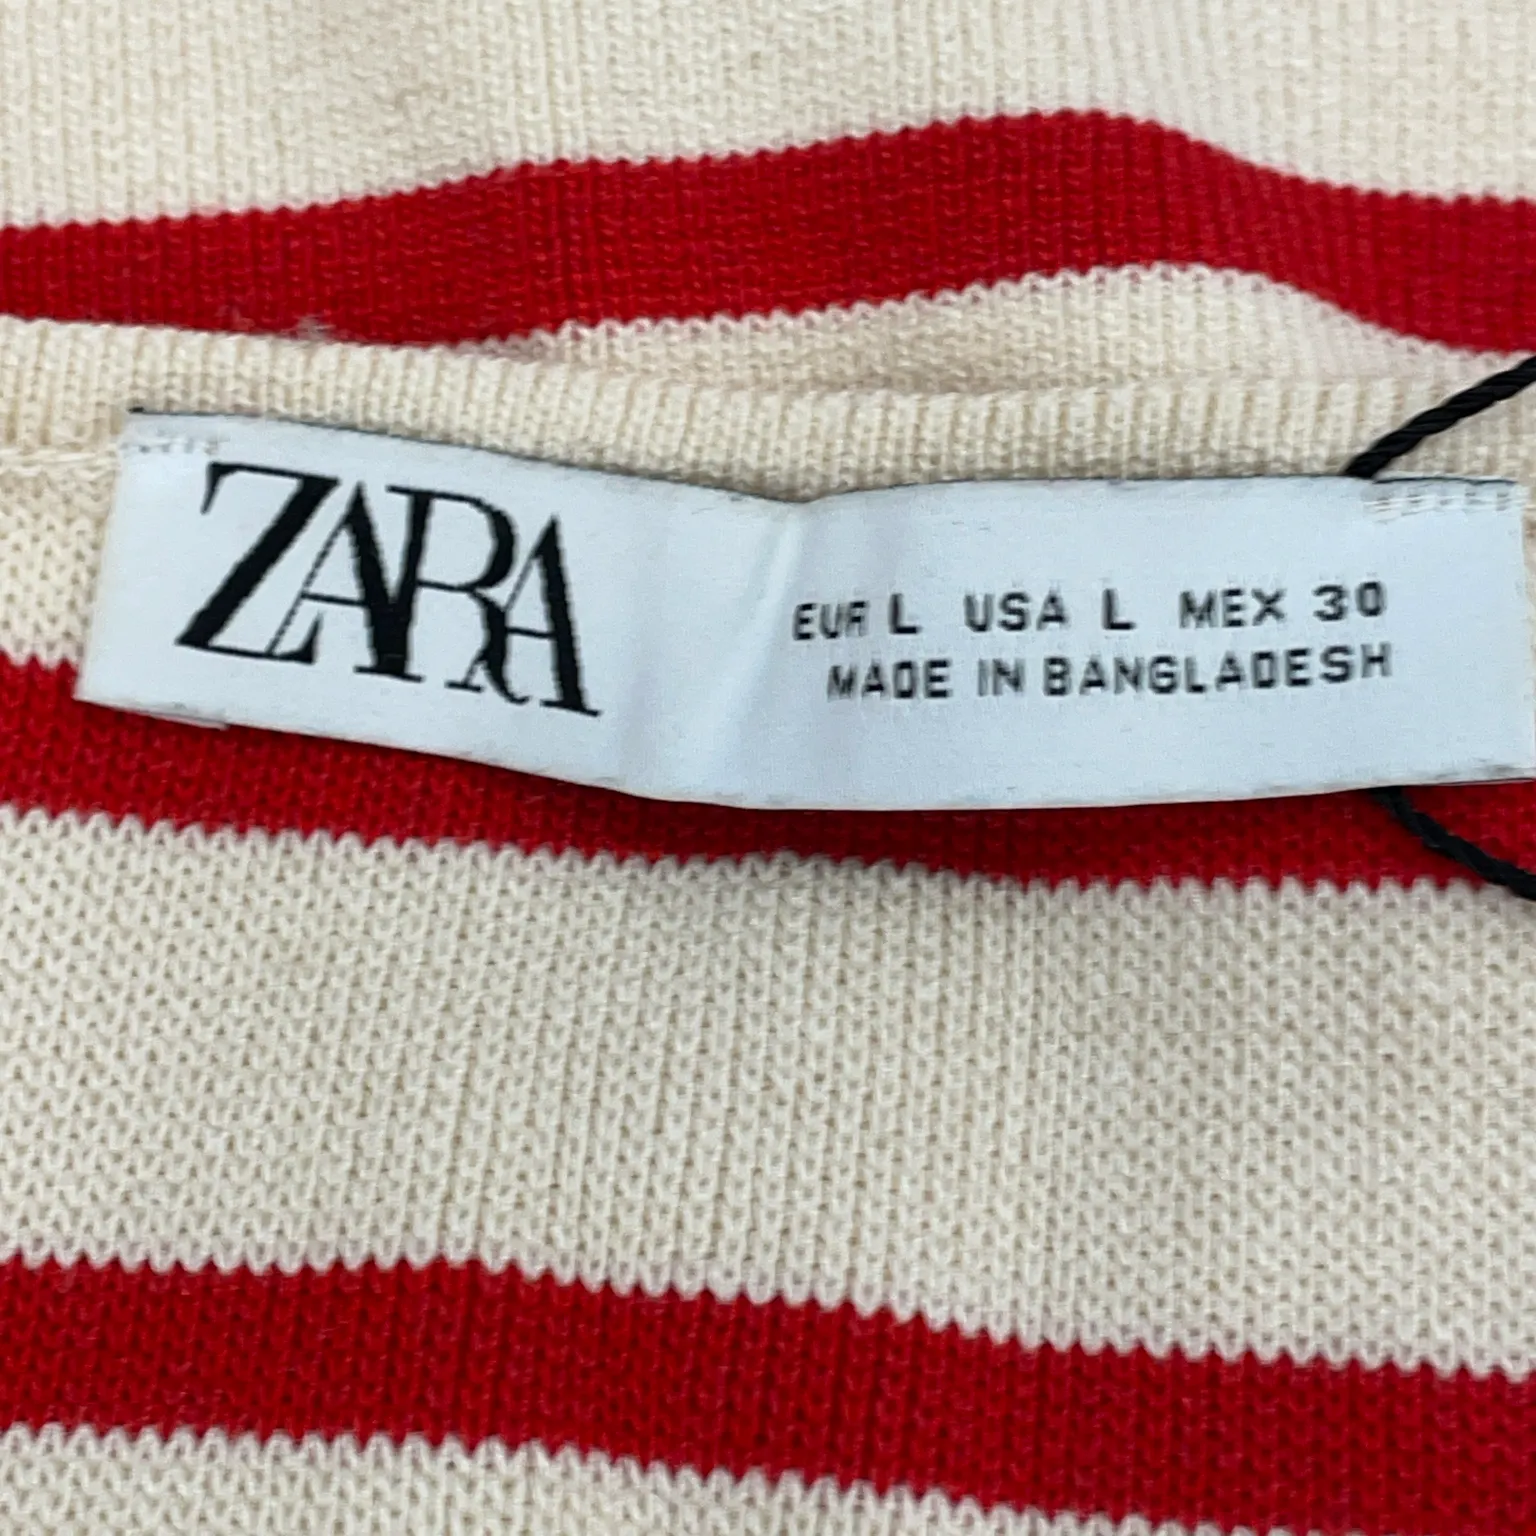 ZARA
EUR L USA L MEX 30
MADE IN BANGLADESH